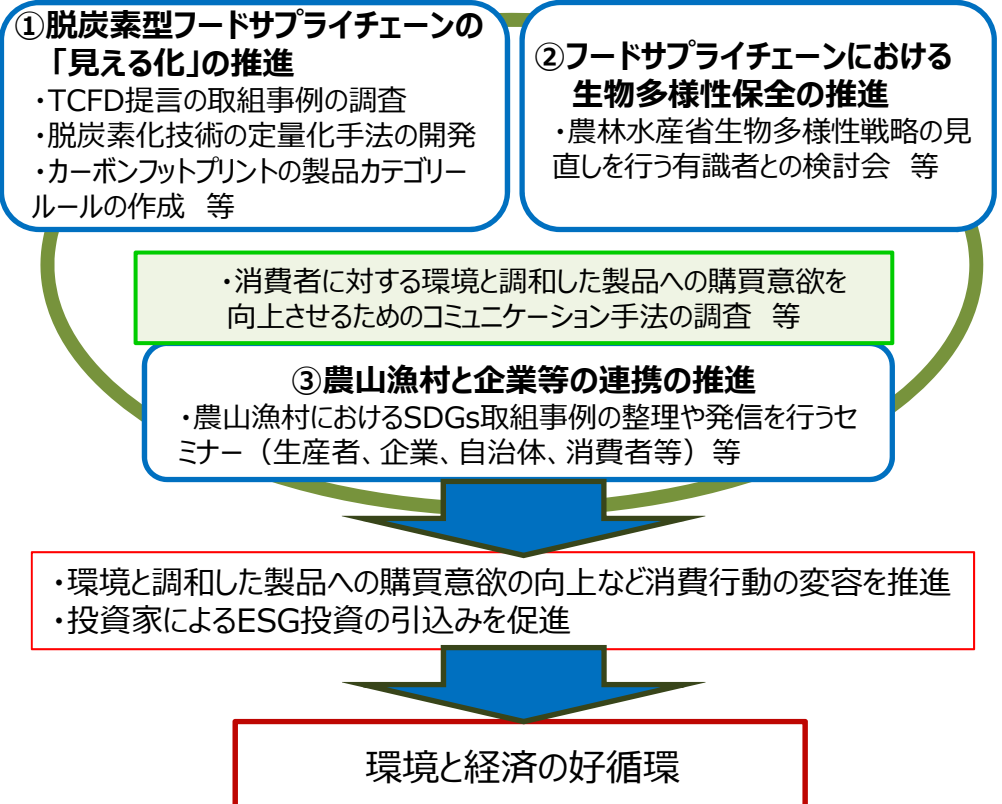 ①脱炭素型フードサプライチェーンの
「見える化」の推進
・TCFD提言の取組事例の調査
・脱炭素化技術の定量化手法の開発
・カーボンフットプリントの製品カテゴリー
ルールの作成　等
②フードサプライチェーンにおける
生物多様性保全の推進
・農林水産省生物多様性戦略の見
直しを行う有識者との検討会　等
・消費者に対する環境と調和した製品への購買意欲を
向上させるためのコミュニケーション手法の調査　等
③農山漁村と企業等の連携の推進
・農山漁村におけるSDGs取組事例の整理や発信を行うセ
ミナー（生産者、企業、自治体、消費者等）等
・環境と調和した製品への購買意欲の向上など消費行動の変容を推進
・投資家によるESG投資の引込みを促進
環境と経済の好循環